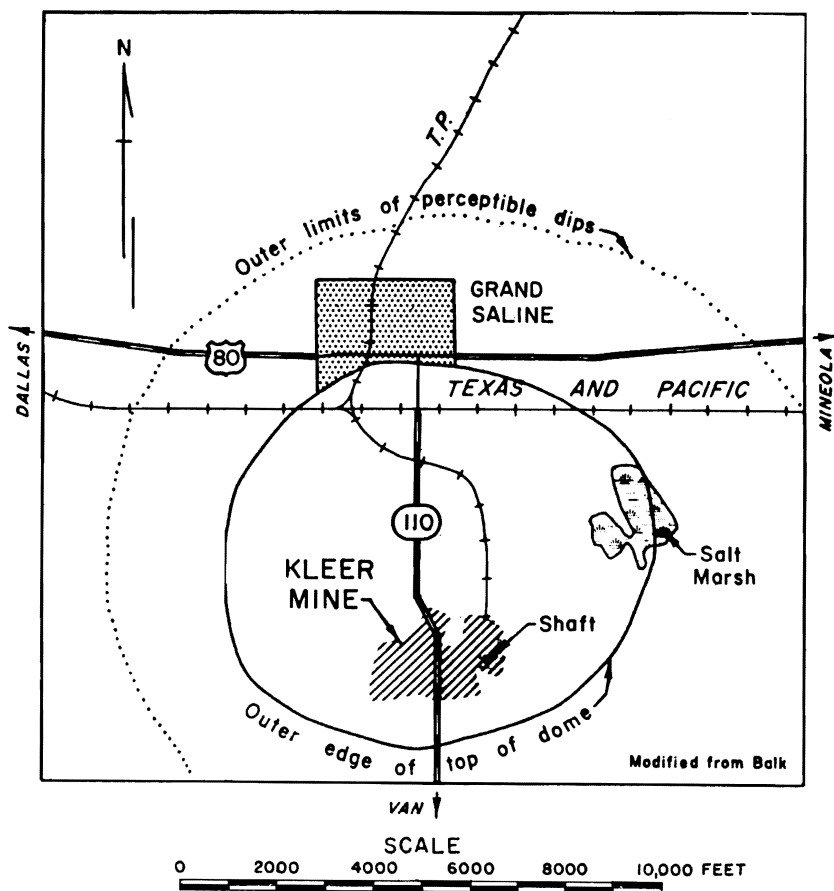 N
T.P.
Outer limits of perceptible dips
GRAND
SALINE
80
DALLAS
MINEOLA
TEXAS AND PACIFIC
110
Salt
Marsh
KLEER
MINE
Shaft
Outer edge of top of dome
Modified from Balk
VAN
SCALE
0 2000 4000 6000 8000 10,000 FEET